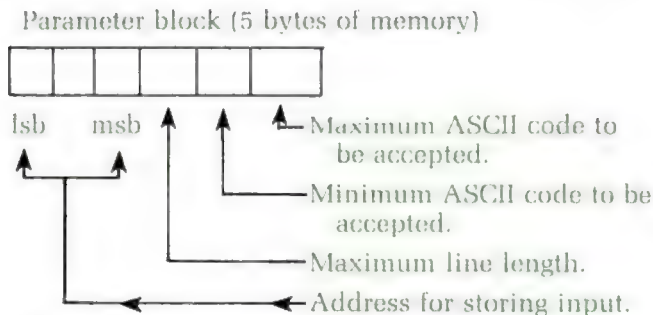 Parameter block (5 bytes of memory)
lsb msb
Maximum ASCII code to
be accepted.
Minimum ASCII code to be
accepted.
Maximum line length.
Address for storing input.